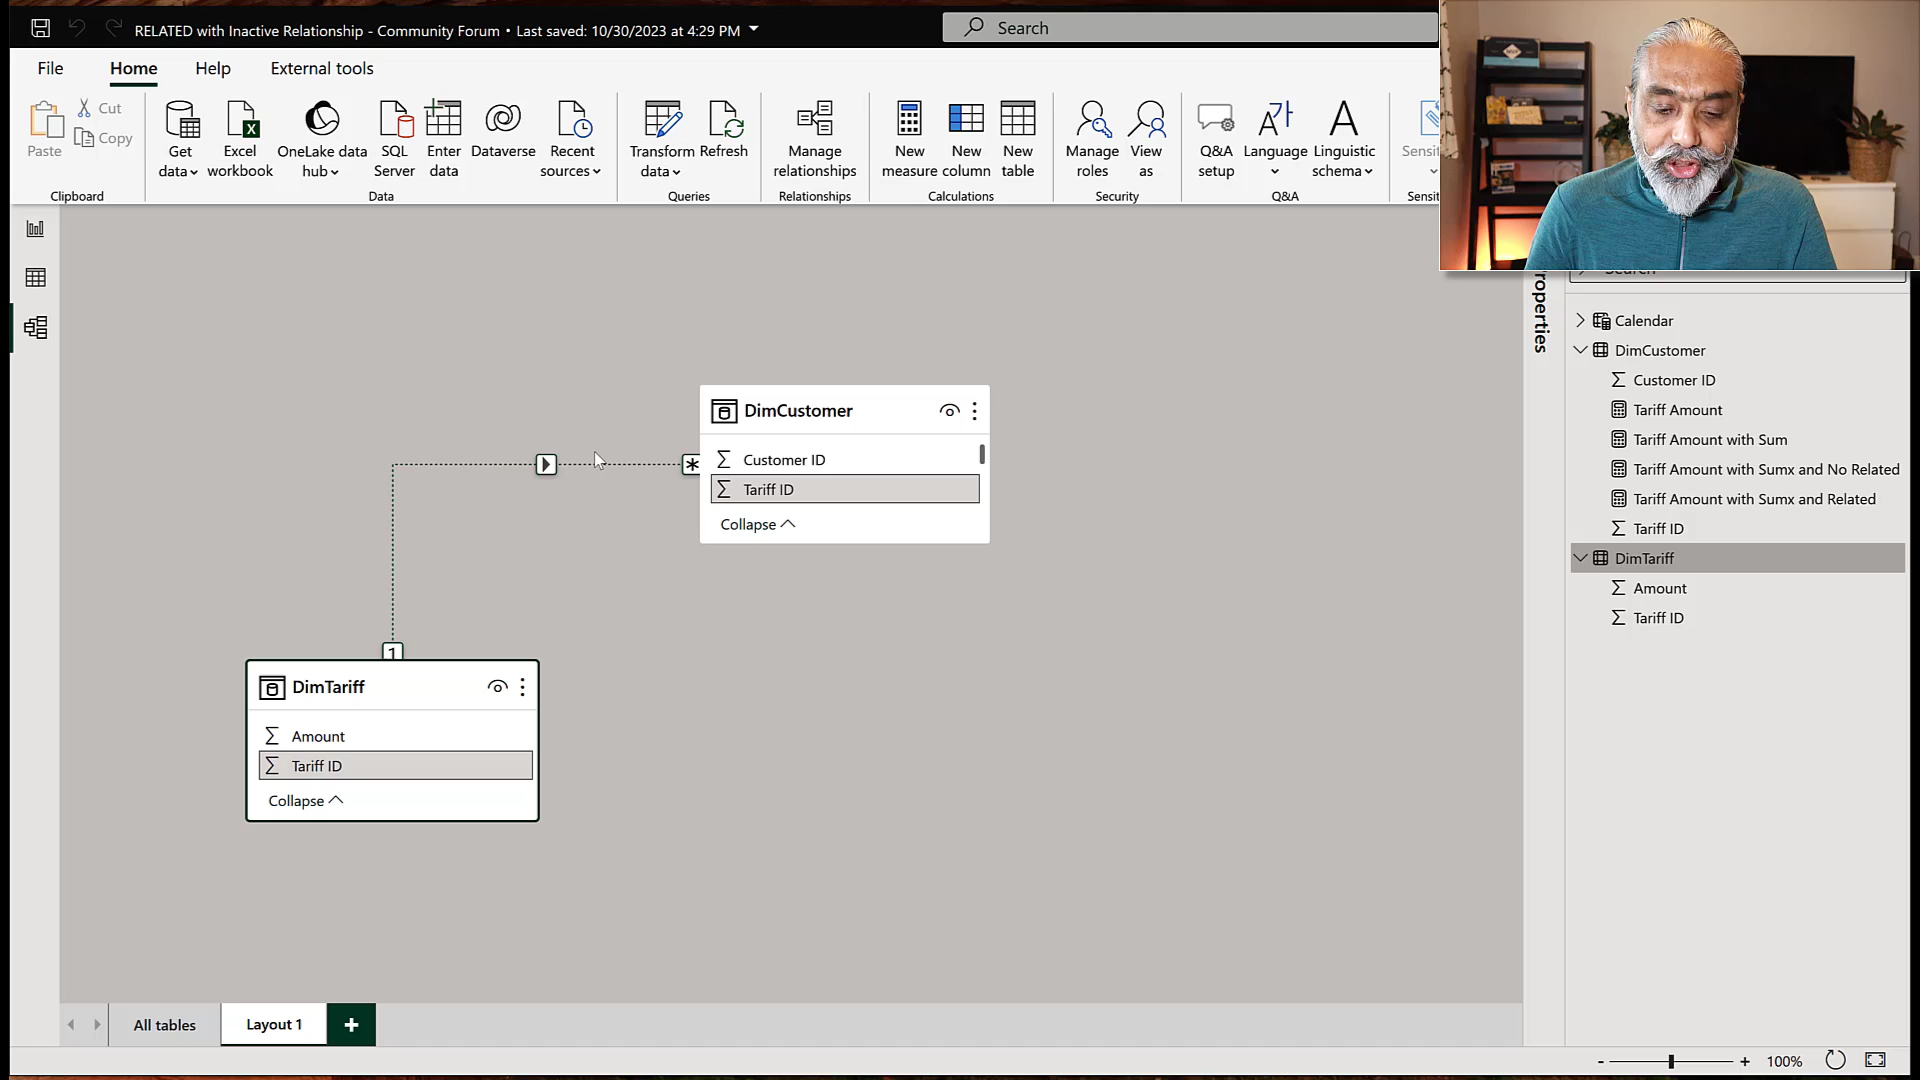 RELATED with Inactive Relationship - Community Forum • Last saved: 10/30/2023 at 4:29 PM
Search
File
Home
Help
External tools
Paste
Cut
Copy
Clipboard
Get data
Excel workbook
OneLake data hub
SQL Server
Enter data
Dataverse
Recent sources
Data
Transform data
Refresh
Queries
Manage relationships
Relationships
New measure
New column
New table
Calculations
Manage roles
View as
Security
Q&A setup
Language
Linguistic schema
Q&A
Sensit
Sensit
DimCustomer
Customer ID
Tariff ID
Collapse
*
1
DimTariff
Amount
Tariff ID
Collapse
roperties
Search
Calendar
DimCustomer
Customer ID
Tariff Amount
Tariff Amount with Sum
Tariff Amount with Sumx and No Related
Tariff Amount with Sumx and Related
Tariff ID
DimTariff
Amount
Tariff ID
All tables
Layout 1
+
- + 100%